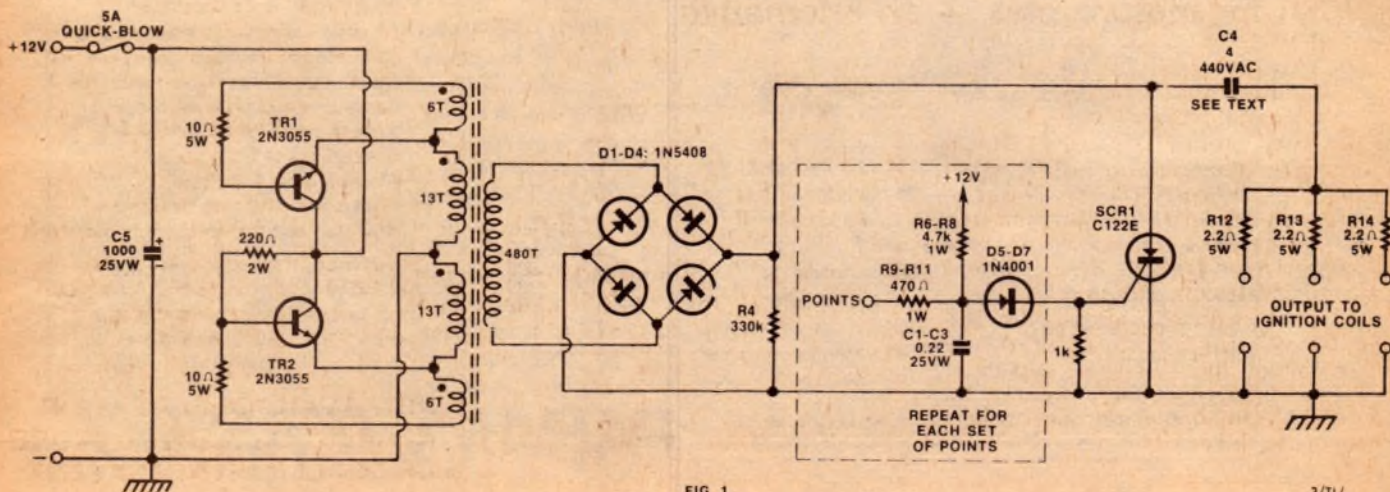 5A
QUICK-BLOW
+12V
C5
1000
25VW
+
−
10Ω
5W
TR1
2N3055
220Ω
2W
TR2
2N3055
10Ω
5W
6T
13T
13T
6T
480T
D1-D4: 1N5408
R4
330k
POINTS
R9-R11
470Ω
1W
+12V
R6-R8
4.7k
1W
D5-D7
1N4001
C1-C3
0.22
25VW
1k
REPEAT FOR
EACH SET
OF POINTS
SCR1
C122E
C4
4
440VAC
SEE TEXT
R12
2.2Ω
5W
R13
2.2Ω
5W
R14
2.2Ω
5W
OUTPUT TO
IGNITION COILS
−
FIG. 1